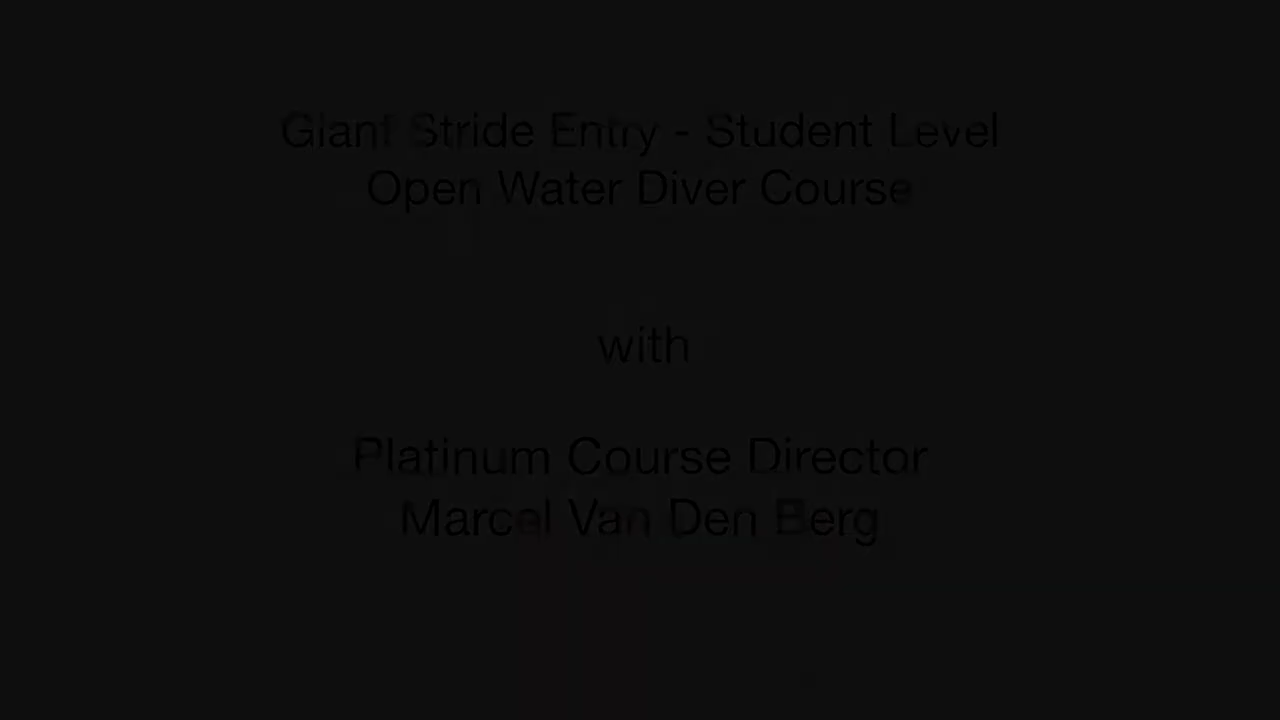 Giant Stride Entry - Student Level
Open Water Diver Course
with
Platinum Course Director
Marcel Van Den Berg